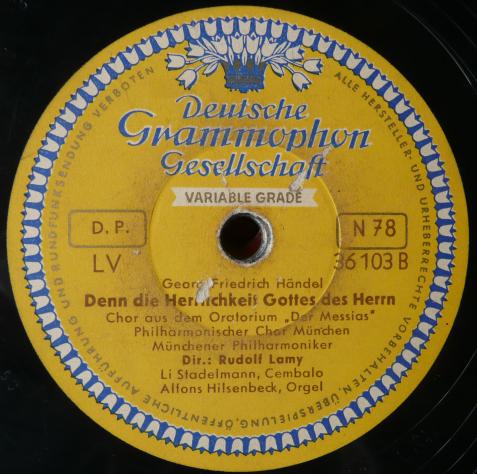 Deutsche
Grammophon
Gesellschaft
VARIABLE GRADE
D. P.
N 78
LV
36 103 B
Georg Friedrich Händel
Denn die Herrlichkeit Gottes des Herrn
Chor aus dem Oratorium „Der Messias"
Philharmonischer Chor München
Münchener Philharmoniker
Dir.: Rudolf Lamy
Li Stadelmann, Cembalo
Alfons Hilsenbeck, Orgel
ALLE HERSTELLER- UND URHEBERRECHTE VORBEHALTEN. ÜBERSPIELUNG, ÖFFENTLICHE AUFFÜHRUNG UND RUNDFUNKSENDUNG VERBOTEN